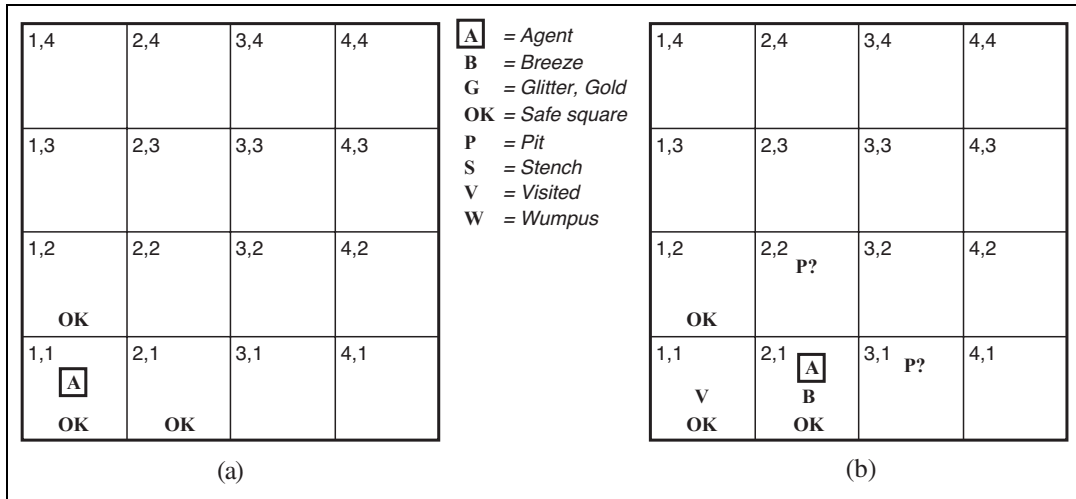 1,4 2,4 3,4 4,4
1,3 2,3 3,3 4,3
1,2 2,2 3,2 4,2
OK
1,1 2,1 3,1 4,1
A
OK OK
(a)
A = Agent
B = Breeze
G = Glitter, Gold
OK = Safe square
P = Pit
S = Stench
V = Visited
W = Wumpus
1,4 2,4 3,4 4,4
1,3 2,3 3,3 4,3
1,2 2,2 3,2 4,2
P?
OK
1,1 2,1 3,1 4,1
A P?
V B
OK OK
(b)